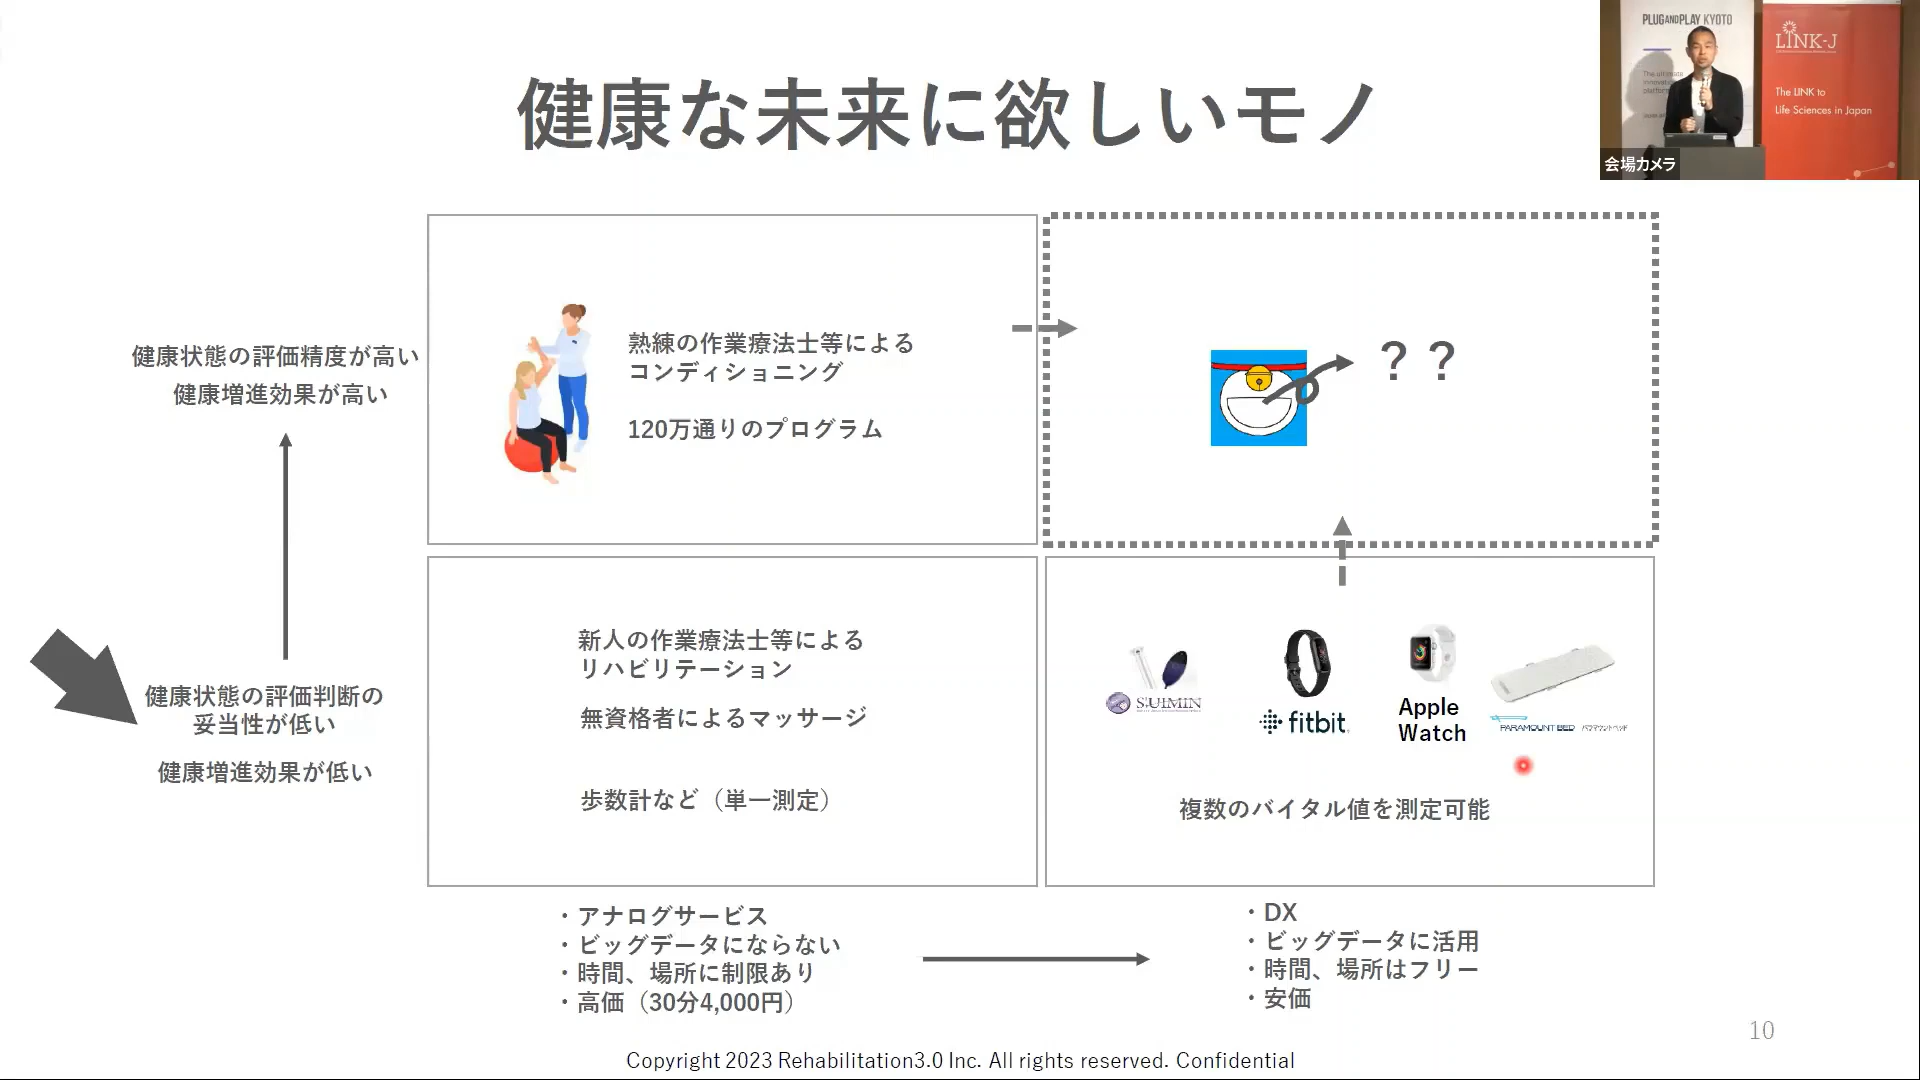 PLUGANDPLAY KYOTO
The ultimate
innovation
platform
LINK-J
The LINK to
Life Sciences in Japan
会場カメラ
健康な未来に欲しいモノ
健康状態の評価精度が高い
健康増進効果が高い
熟練の作業療法士等による
コンディショニング
120万通りのプログラム
？？
健康状態の評価判断の
妥当性が低い
健康増進効果が低い
新人の作業療法士等による
リハビリテーション
無資格者によるマッサージ
歩数計など（単一測定）
SUIMIN
fitbit
Apple
Watch
PARAMOUNT BED パラマウントベッド
複数のバイタル値を測定可能
・アナログサービス
・ビッグデータにならない
・時間、場所に制限あり
・高価（30分4,000円）
・DX
・ビッグデータに活用
・時間、場所はフリー
・安価
10
Copyright 2023 Rehabilitation3.0 Inc. All rights reserved. Confidential